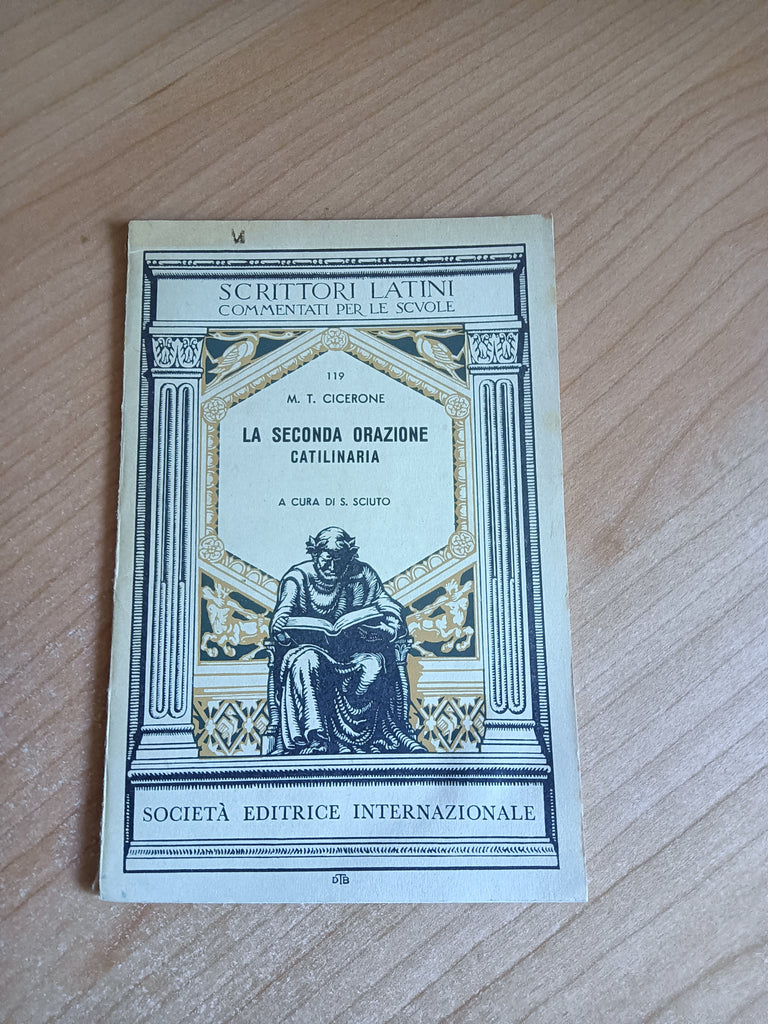 SCRITTORI LATINI
COMMENTATI PER LE SCVOLE
119
M. T. CICERONE
LA SECONDA ORAZIONE
CATILINARIA
A CURA DI S. SCIUTO
SOCIETÀ EDITRICE INTERNAZIONALE
DTB